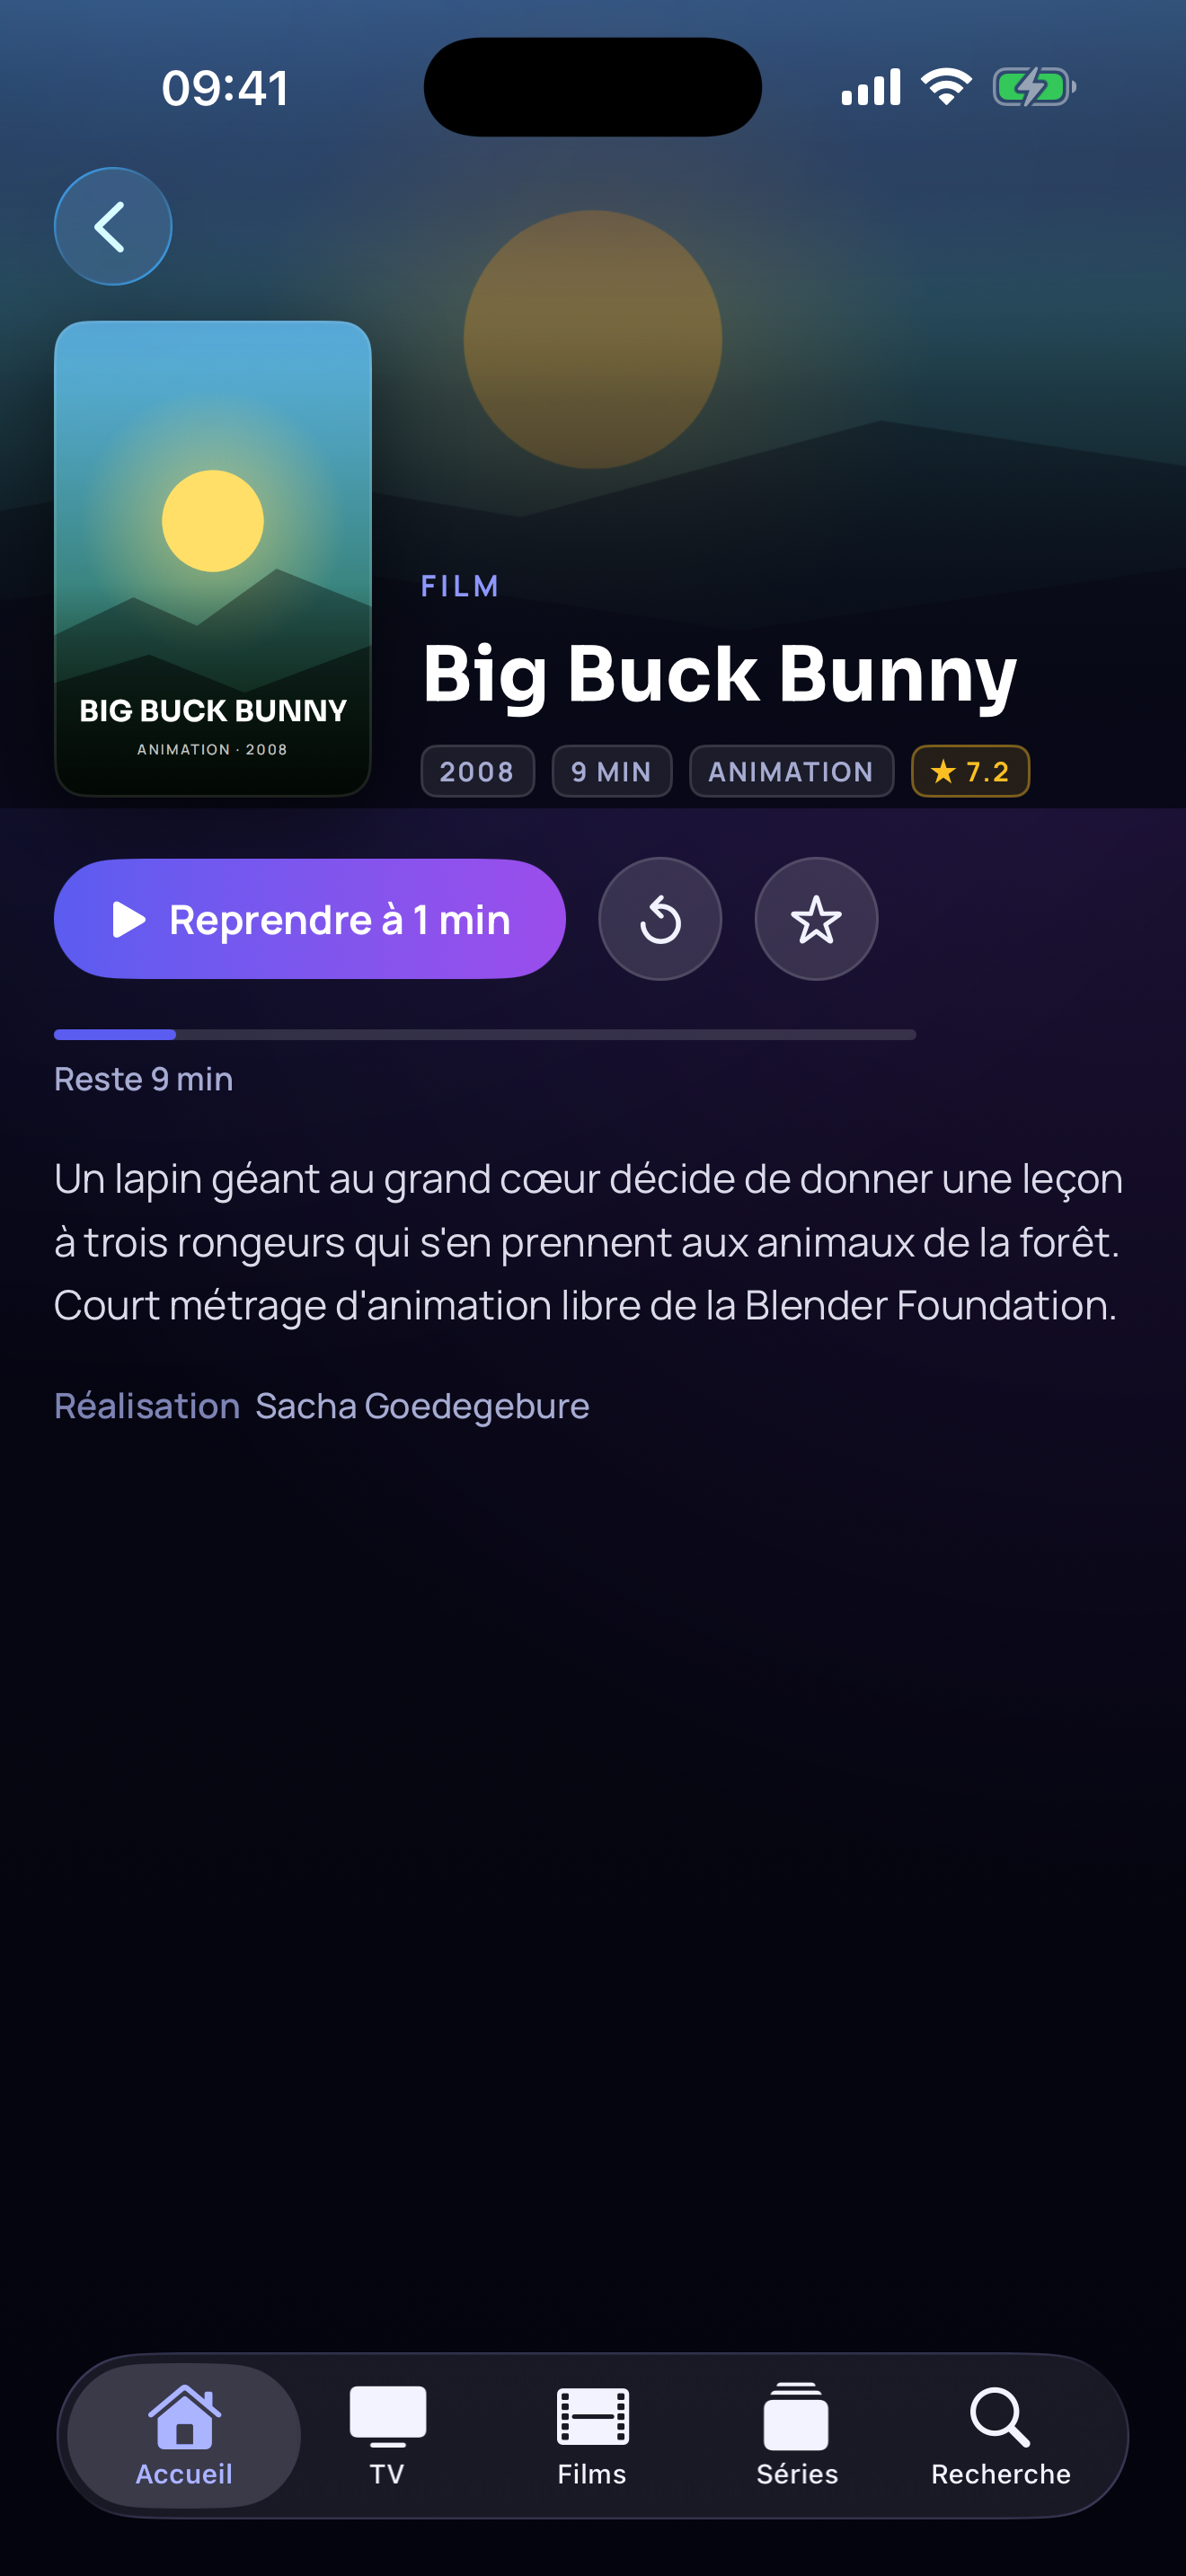 09:41
BIG BUCK BUNNY
ANIMATION · 2008
FILM
Big Buck Bunny
2008 9 MIN ANIMATION ★ 7.2
Reprendre à 1 min
Reste 9 min
Un lapin géant au grand cœur décide de donner une leçon
à trois rongeurs qui s'en prennent aux animaux de la forêt.
Court métrage d'animation libre de la Blender Foundation.
Réalisation Sacha Goedegebure
Accueil TV Films Séries Recherche